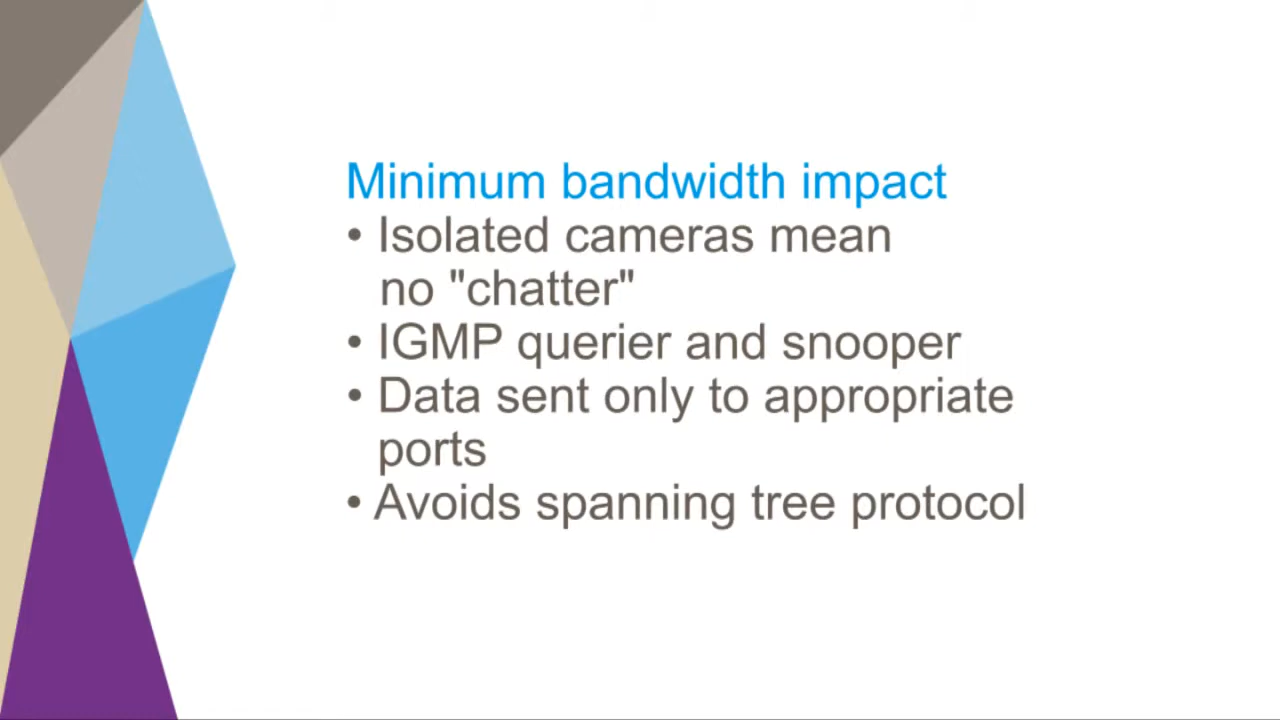 Minimum bandwidth impact
• Isolated cameras mean
no "chatter"
• IGMP querier and snooper
• Data sent only to appropriate
ports
• Avoids spanning tree protocol